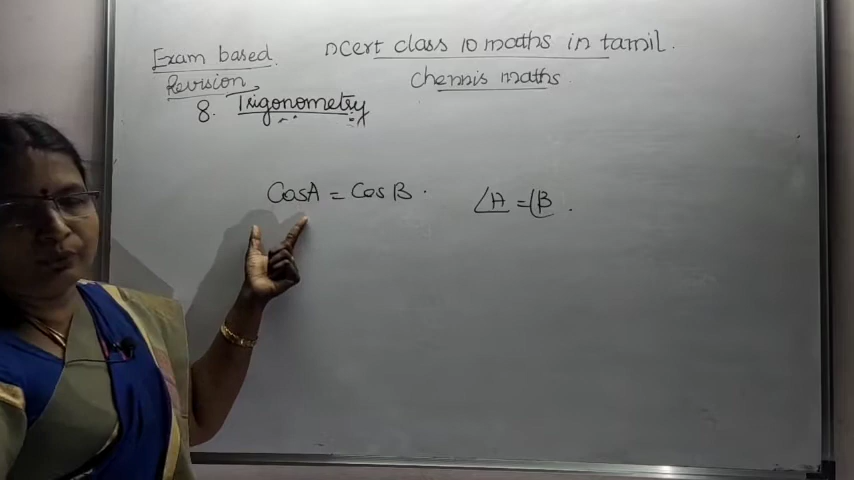 Exam based
Revision
ncert class 10 maths in tamil.
chennis maths
8. Trigonometry
CosA = Cos B.
∠A = ∠B.